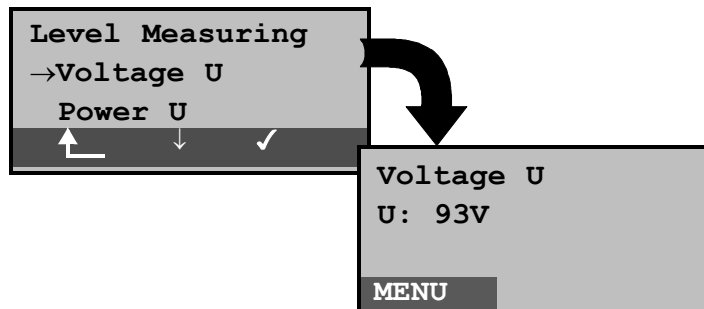 Level Measuring
→Voltage U
Power U
↓ ✓
Voltage U
U: 93V
MENU